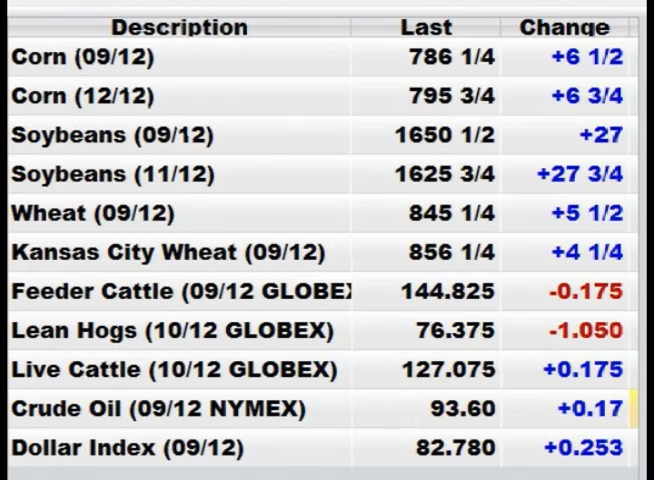 Description Last Change
Corn (09/12) 786 1/4 +6 1/2
Corn (12/12) 795 3/4 +6 3/4
Soybeans (09/12) 1650 1/2 +27
Soybeans (11/12) 1625 3/4 +27 3/4
Wheat (09/12) 845 1/4 +5 1/2
Kansas City Wheat (09/12) 856 1/4 +4 1/4
Feeder Cattle (09/12 GLOBEX 144.825 -0.175
Lean Hogs (10/12 GLOBEX) 76.375 -1.050
Live Cattle (10/12 GLOBEX) 127.075 +0.175
Crude Oil (09/12 NYMEX) 93.60 +0.17
Dollar Index (09/12) 82.780 +0.253